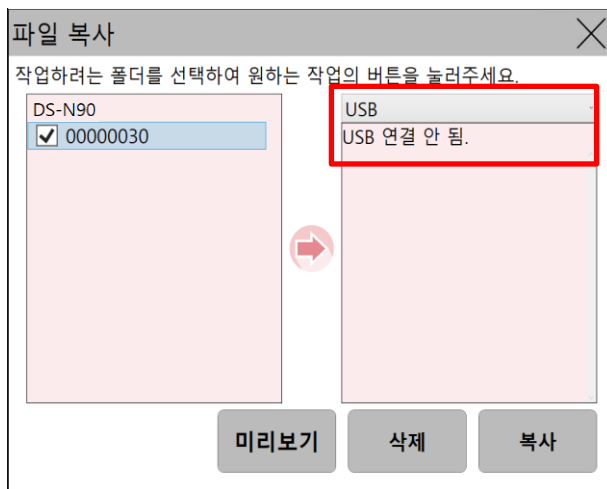 파일 복사
작업하려는 폴더를 선택하여 원하는 작업의 버튼을 눌러주세요.
DS-N90
00000030
USB
USB 연결 안 됨.
미리보기
삭제
복사